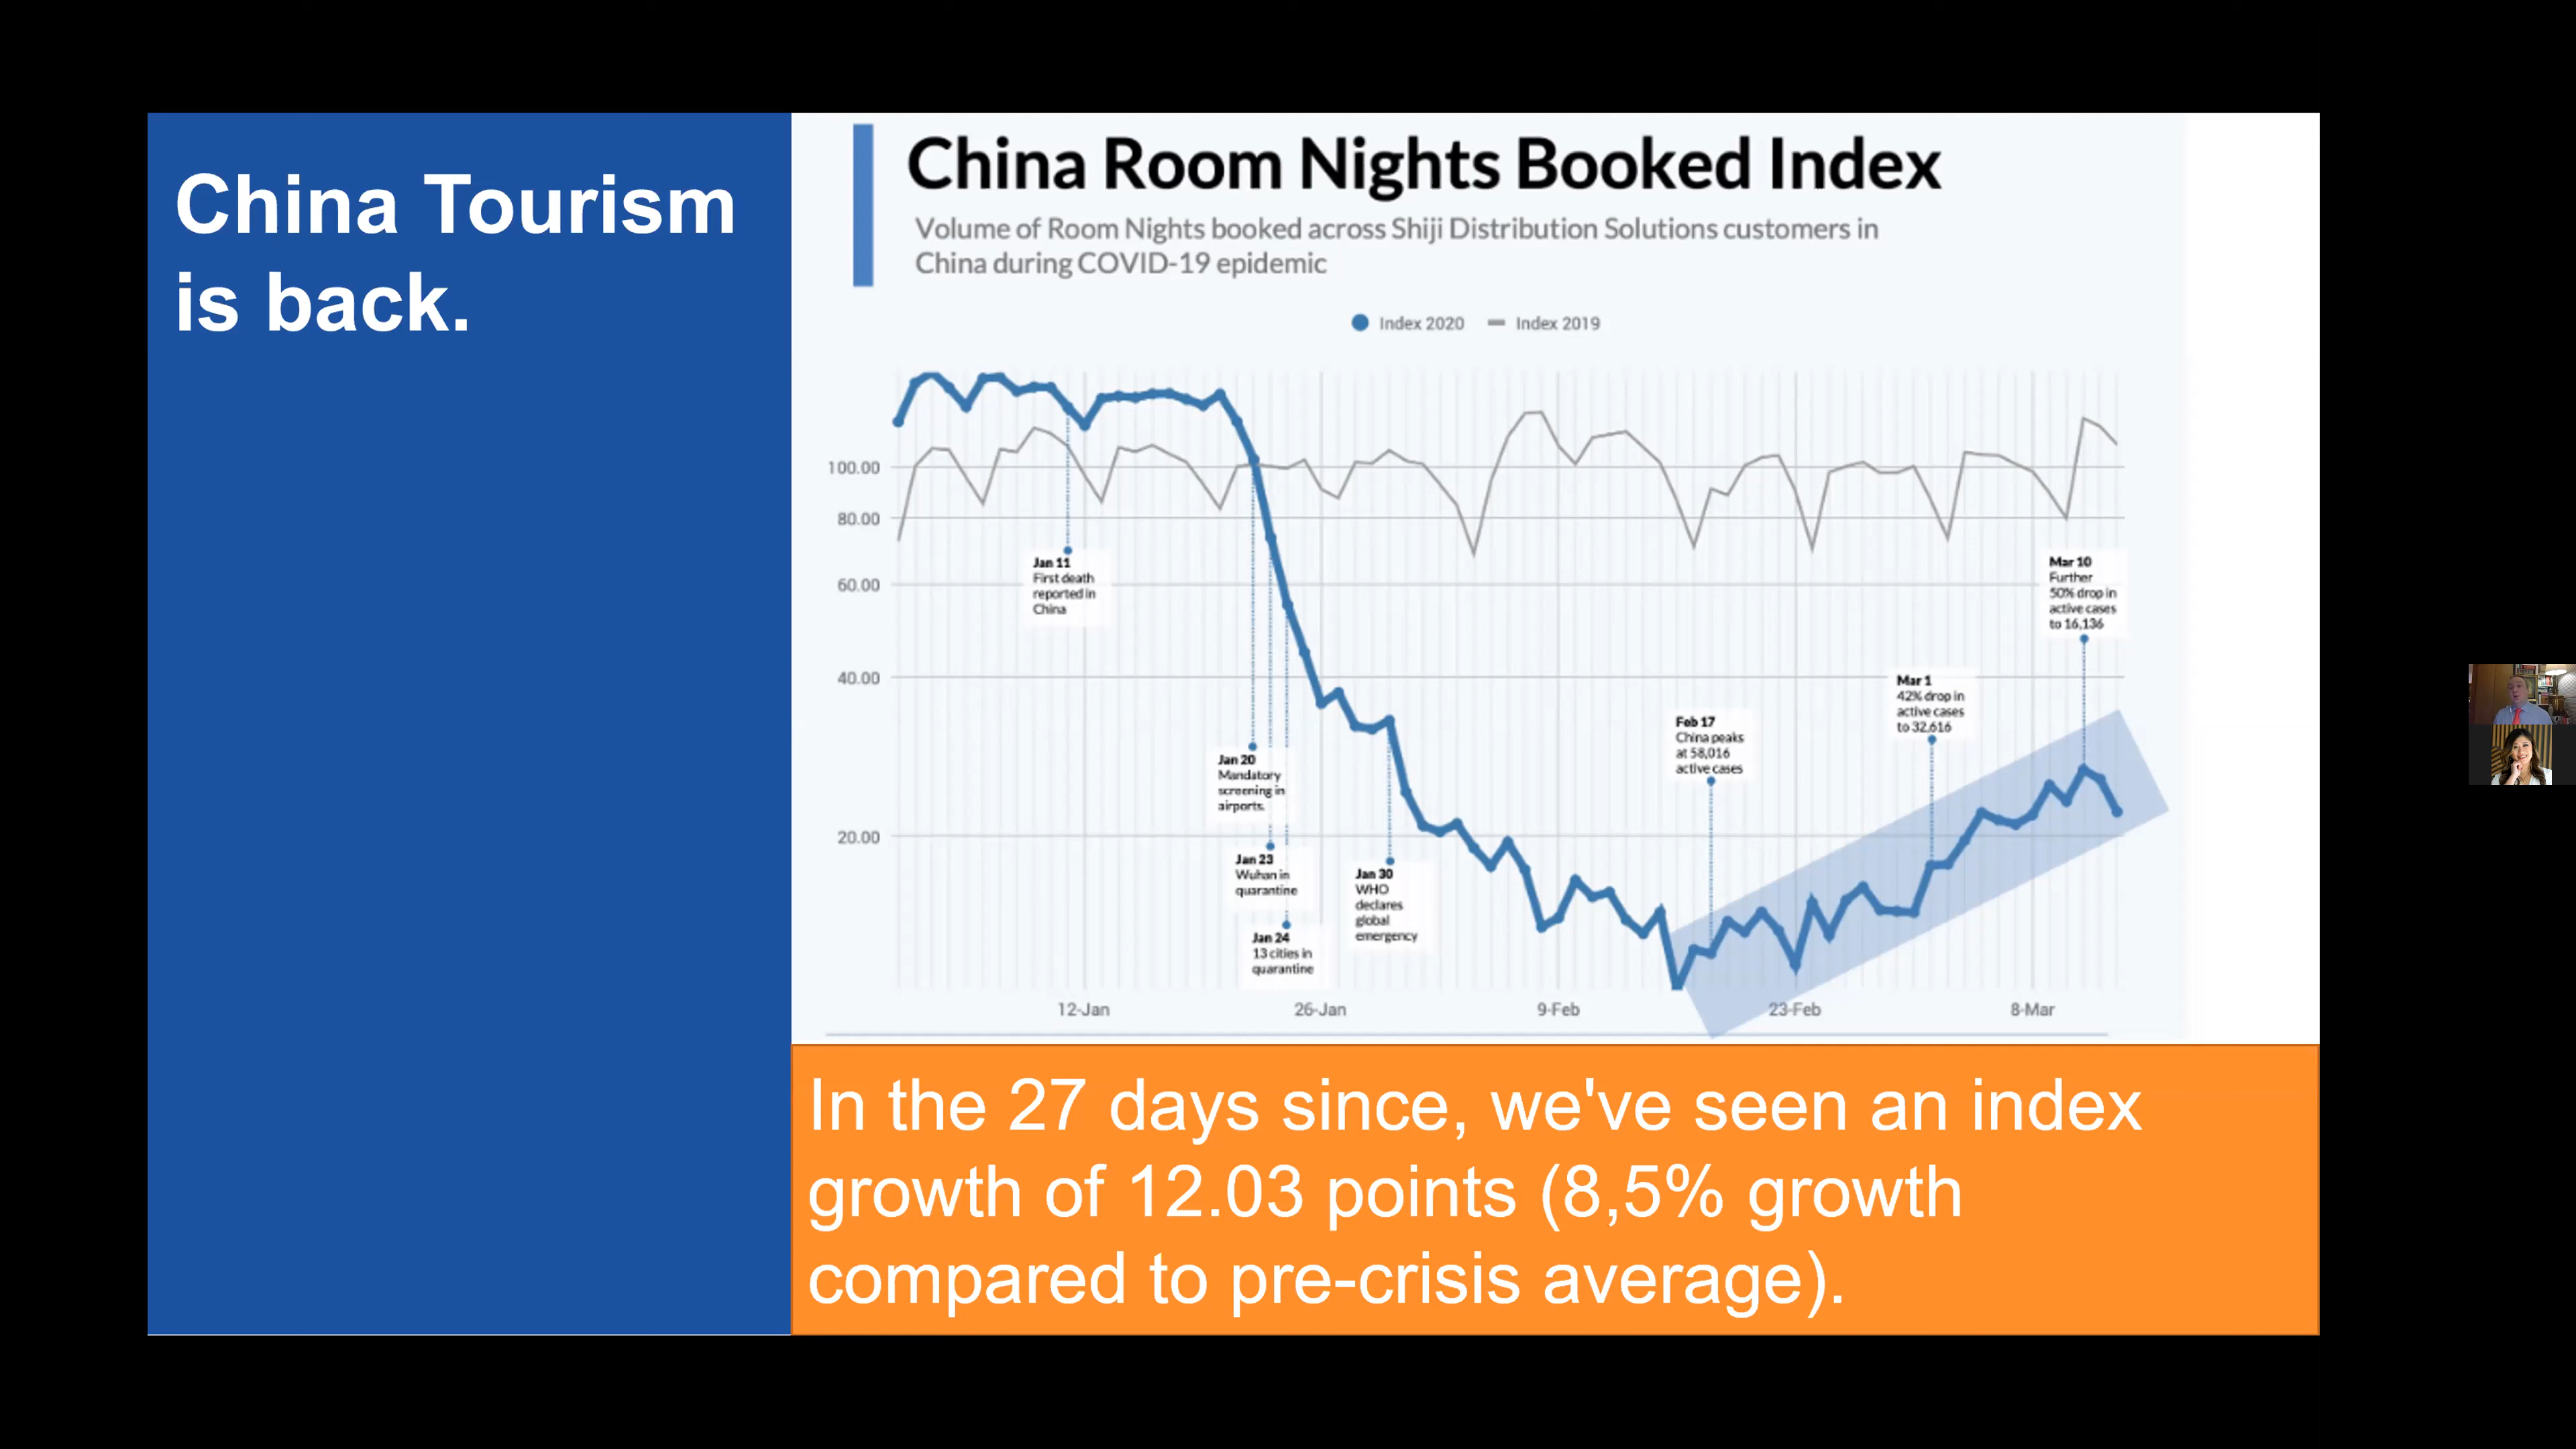 China Tourism
is back.
China Room Nights Booked Index
Volume of Room Nights booked across Shiji Distribution Solutions customers in
China during COVID-19 epidemic
Index 2020
Index 2019
100.00
80.00
60.00
40.00
20.00
Jan 11
First death
reported in
China
Jan 20
Mandatory
screening in
airports.
Jan 23
Wuhan in
quarantine
Jan 24
13 cities in
quarantine
Jan 30
WHO
declares
global
emergency
Feb 17
China peaks
at 58,016
active cases
Mar 1
42% drop in
active cases
to 32,616
Mar 10
Further
50% drop in
active cases
to 16,136
12-Jan
26-Jan
9-Feb
23-Feb
8-Mar
In the 27 days since, we've seen an index
growth of 12.03 points (8,5% growth
compared to pre-crisis average).